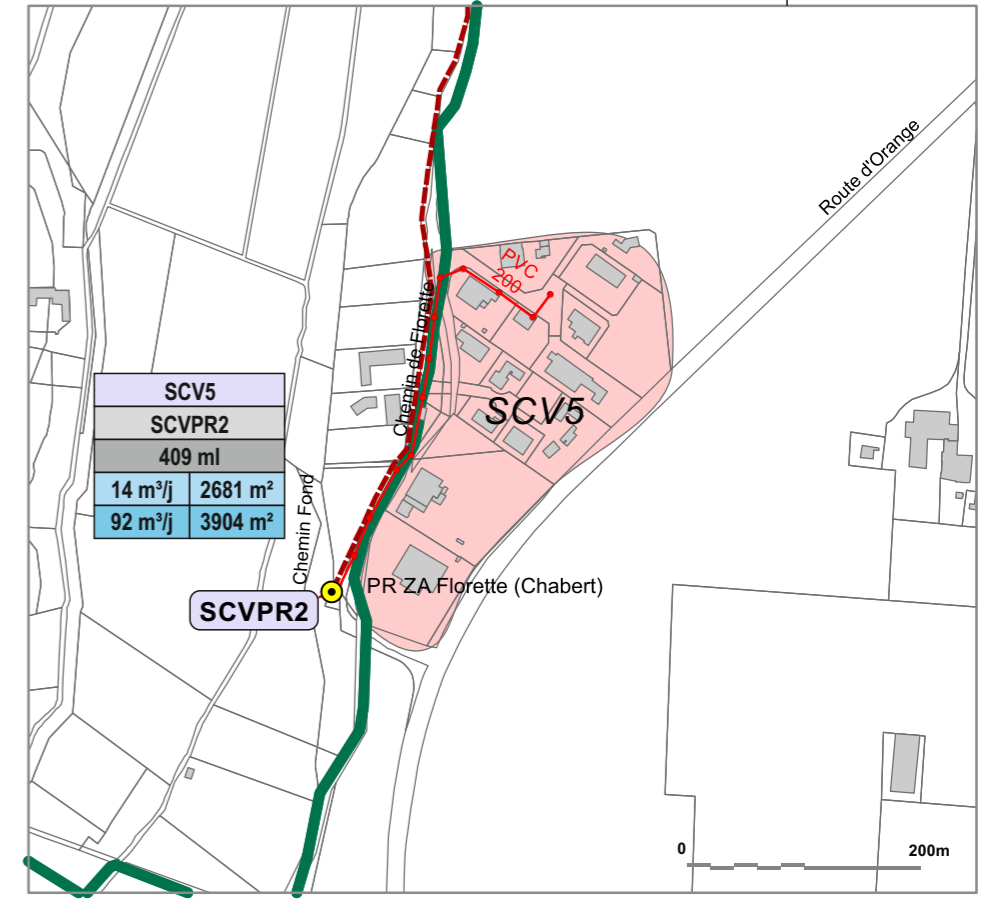 Route d'Orange
PVC
200
Chemin de Florette
SCV5
SCV5
SCVPR2
409 ml
14 m³/j 2681 m²
92 m³/j 3904 m²
Chemin Fond
PR ZA Florette (Chabert)
SCVPR2
0 200m